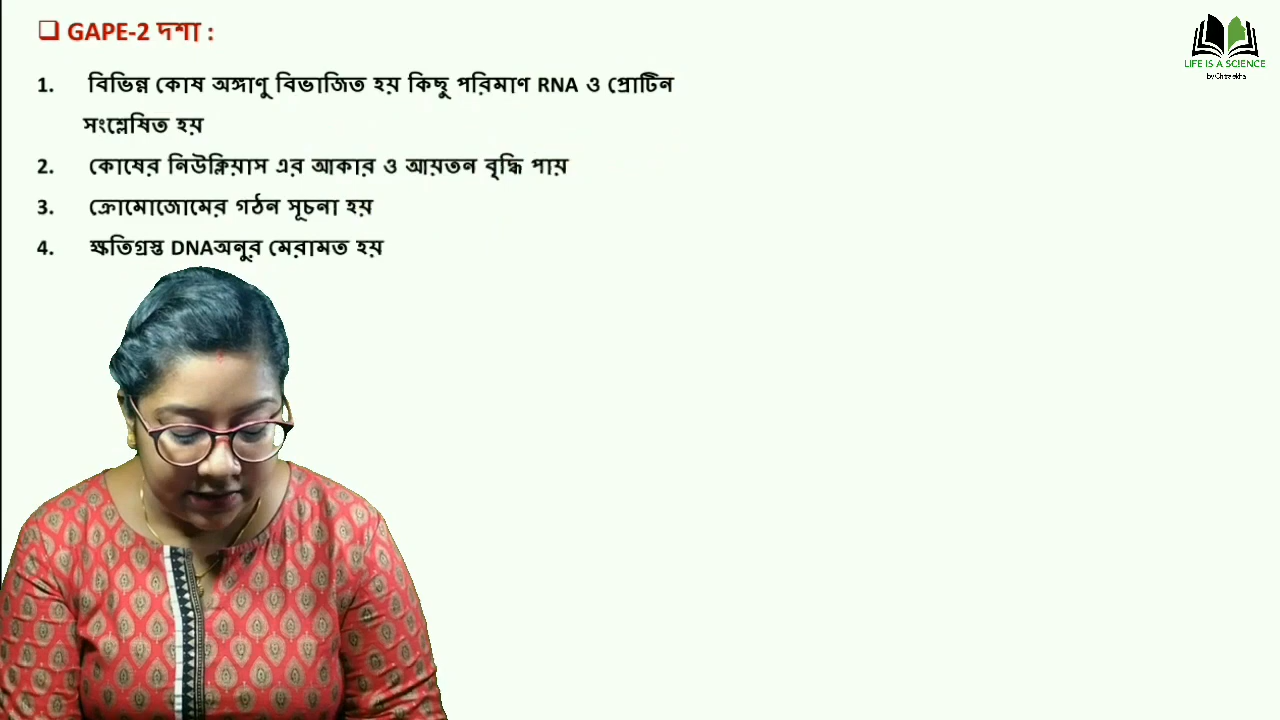 GAPE-2 দশা :
1. বিভিন্ন কোষ অঙ্গাণু বিভাজিত হয় কিছু পরিমাণ RNA ও প্রোটিন
সংশ্লেষিত হয়
2. কোষের নিউক্লিয়াস এর আকার ও আয়তন বৃদ্ধি পায়
3. ক্রোমোজোমের গঠন সূচনা হয়
4. ক্ষতিগ্রস্ত DNAঅনুর মেরামত হয়
LIFE IS A SCIENCE